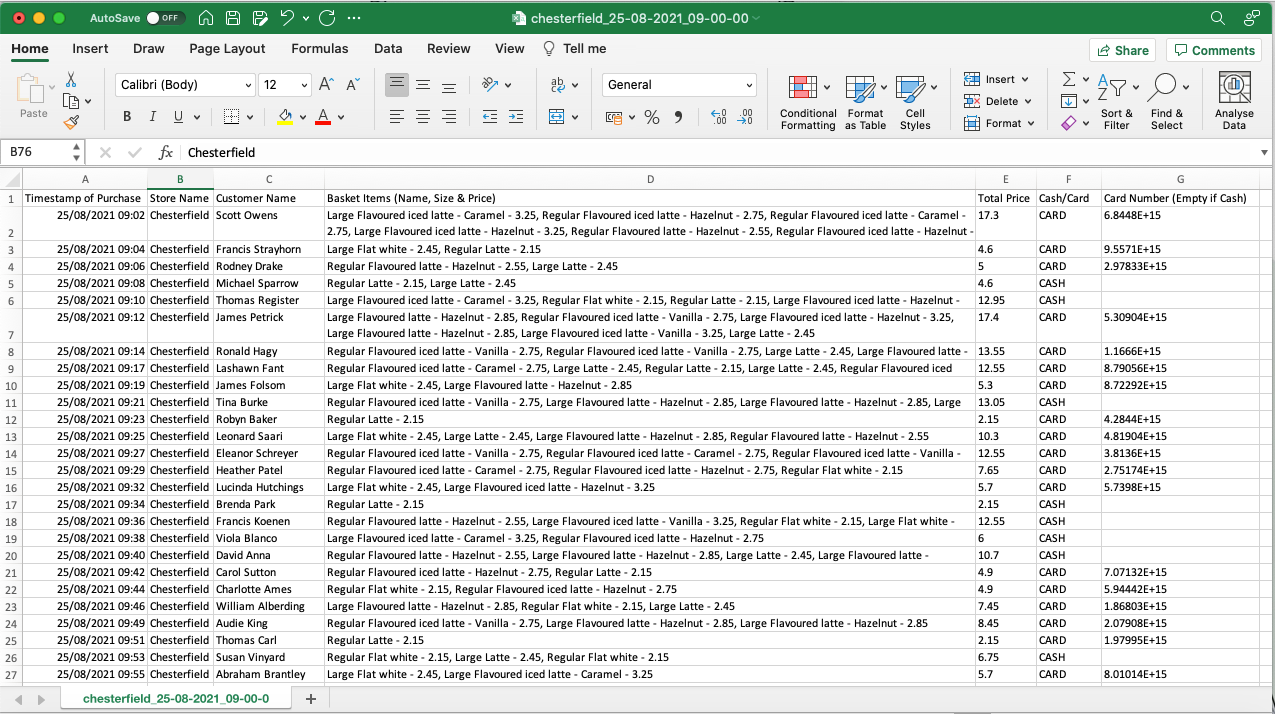 AutoSave OFF chesterfield_25-08-2021_09-00-00
Home Insert Draw Page Layout Formulas Data Review View Tell me Share Comments
Paste Calibri (Body) 12 A A B I U A ab General % Conditional Formatting Format as Table Cell Styles Insert Delete Format Sort & Filter Find & Select Analyse Data
B76 fx Chesterfield
A B C D E F G
1 Timestamp of Purchase Store Name Customer Name Basket Items (Name, Size & Price) Total Price Cash/Card Card Number (Empty if Cash)
25/08/2021 09:02 Chesterfield Scott Owens Large Flavoured iced latte - Caramel - 3.25, Regular Flavoured iced latte - Hazelnut - 2.75, Regular Flavoured iced latte - Caramel - 17.3 CARD 6.8448E+15
2 2.75, Large Flavoured iced latte - Hazelnut - 3.25, Regular Flavoured latte - Hazelnut - 2.55, Regular Flavoured iced latte - Hazelnut -
3 25/08/2021 09:04 Chesterfield Francis Strayhorn Large Flat white - 2.45, Regular Latte - 2.15 4.6 CARD 9.5571E+15
4 25/08/2021 09:06 Chesterfield Rodney Drake Regular Flavoured latte - Hazelnut - 2.55, Large Latte - 2.45 5 CARD 2.97833E+15
5 25/08/2021 09:08 Chesterfield Michael Sparrow Regular Latte - 2.15, Large Latte - 2.45 4.6 CASH
6 25/08/2021 09:10 Chesterfield Thomas Register Large Flavoured iced latte - Caramel - 3.25, Regular Flat white - 2.15, Regular Latte - 2.15, Large Flavoured iced latte - Hazelnut - 12.95 CASH
25/08/2021 09:12 Chesterfield James Petrick Large Flavoured latte - Hazelnut - 2.85, Regular Flavoured iced latte - Vanilla - 2.75, Large Flavoured iced latte - Hazelnut - 3.25, 17.4 CARD 5.30904E+15
7 Large Flavoured latte - Hazelnut - 2.85, Large Flavoured iced latte - Vanilla - 3.25, Large Latte - 2.45
8 25/08/2021 09:14 Chesterfield Ronald Hagy Regular Flavoured iced latte - Vanilla - 2.75, Regular Flavoured iced latte - Vanilla - 2.75, Large Latte - 2.45, Large Flavoured latte - 13.55 CARD 1.1666E+15
9 25/08/2021 09:17 Chesterfield Lashawn Fant Regular Flavoured iced latte - Caramel - 2.75, Large Latte - 2.45, Regular Latte - 2.15, Large Latte - 2.45, Regular Flavoured iced 12.55 CARD 8.79056E+15
10 25/08/2021 09:19 Chesterfield James Folsom Large Flat white - 2.45, Large Flavoured latte - Hazelnut - 2.85 5.3 CARD 8.72292E+15
11 25/08/2021 09:21 Chesterfield Tina Burke Regular Flavoured iced latte - Vanilla - 2.75, Large Flavoured latte - Hazelnut - 2.85, Large Flavoured latte - Hazelnut - 2.85, Large 13.05 CASH
12 25/08/2021 09:23 Chesterfield Robyn Baker Regular Latte - 2.15 2.15 CARD 4.2844E+15
13 25/08/2021 09:25 Chesterfield Leonard Saari Large Flat white - 2.45, Large Latte - 2.45, Large Flavoured latte - Hazelnut - 2.85, Regular Flavoured latte - Hazelnut - 2.55 10.3 CARD 4.81904E+15
14 25/08/2021 09:27 Chesterfield Eleanor Schreyer Regular Flavoured iced latte - Vanilla - 2.75, Regular Flavoured iced latte - Caramel - 2.75, Regular Flavoured iced latte - Vanilla - 12.55 CARD 3.8136E+15
15 25/08/2021 09:29 Chesterfield Heather Patel Regular Flavoured iced latte - Caramel - 2.75, Regular Flavoured iced latte - Hazelnut - 2.75, Regular Flat white - 2.15 7.65 CARD 2.75174E+15
16 25/08/2021 09:32 Chesterfield Lucinda Hutchings Large Flat white - 2.45, Large Flavoured iced latte - Hazelnut - 3.25 5.7 CARD 5.7398E+15
17 25/08/2021 09:34 Chesterfield Brenda Park Regular Latte - 2.15 2.15 CASH
18 25/08/2021 09:36 Chesterfield Francis Koenen Regular Flavoured latte - Hazelnut - 2.55, Large Flavoured iced latte - Vanilla - 3.25, Regular Flat white - 2.15, Large Flat white - 12.55 CASH
19 25/08/2021 09:38 Chesterfield Viola Blanco Large Flavoured iced latte - Caramel - 3.25, Regular Flavoured iced latte - Hazelnut - 2.75 6 CASH
20 25/08/2021 09:40 Chesterfield David Anna Regular Flavoured latte - Hazelnut - 2.55, Large Flavoured latte - Hazelnut - 2.85, Large Latte - 2.45, Large Flavoured latte - 10.7 CASH
21 25/08/2021 09:42 Chesterfield Carol Sutton Regular Flavoured iced latte - Hazelnut - 2.75, Regular Latte - 2.15 4.9 CARD 7.07132E+15
22 25/08/2021 09:44 Chesterfield Charlotte Ames Regular Flat white - 2.15, Regular Flavoured iced latte - Hazelnut - 2.75 4.9 CARD 5.94442E+15
23 25/08/2021 09:46 Chesterfield William Alberding Large Flavoured latte - Hazelnut - 2.85, Regular Flat white - 2.15, Large Latte - 2.45 7.45 CARD 1.86803E+15
24 25/08/2021 09:49 Chesterfield Audie King Regular Flavoured iced latte - Vanilla - 2.75, Large Flavoured latte - Hazelnut - 2.85, Large Flavoured latte - Hazelnut - 2.85 8.45 CARD 2.07908E+15
25 25/08/2021 09:51 Chesterfield Thomas Carl Regular Latte - 2.15 2.15 CARD 1.97995E+15
26 25/08/2021 09:53 Chesterfield Susan Vinyard Regular Flat white - 2.15, Large Latte - 2.45, Regular Flat white - 2.15 6.75 CASH
27 25/08/2021 09:55 Chesterfield Abraham Brantley Large Flat white - 2.45, Large Flavoured iced latte - Caramel - 3.25 5.7 CARD 8.01014E+15
chesterfield_25-08-2021_09-00-0 +